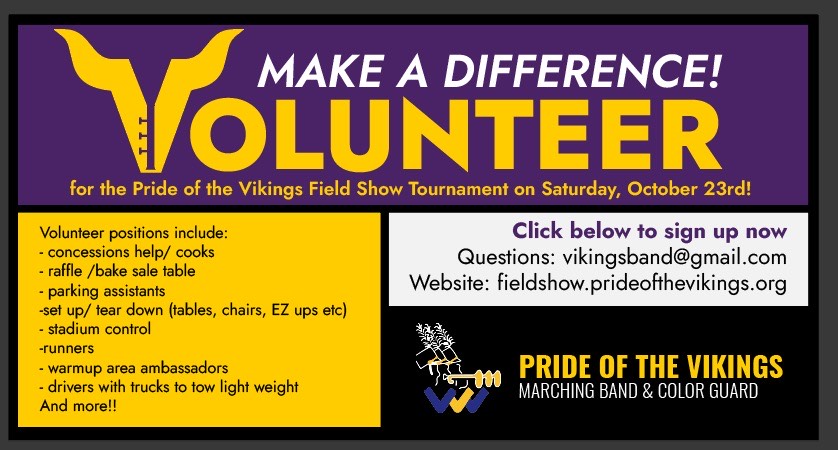 MAKE A DIFFERENCE!
VOLUNTEER
for the Pride of the Vikings Field Show Tournament on Saturday, October 23rd!
Volunteer positions include:
- concessions help/ cooks
- raffle /bake sale table
- parking assistants
-set up/ tear down (tables, chairs, EZ ups etc)
- stadium control
-runners
- warmup area ambassadors
- drivers with trucks to tow light weight
And more!!
Click below to sign up now
Questions: vikingsband@gmail.com
Website: fieldshow.prideofthevikings.org
PRIDE OF THE VIKINGS
MARCHING BAND & COLOR GUARD